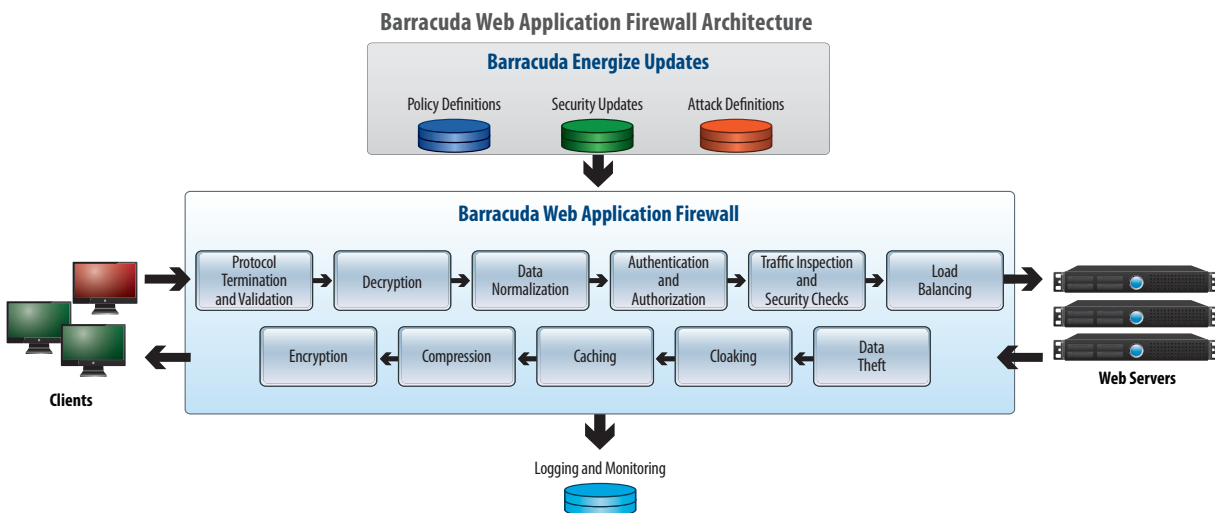 Barracuda Web Application Firewall Architecture
Barracuda Energize Updates
Policy Definitions
Security Updates
Attack Definitions
Barracuda Web Application Firewall
Protocol
Termination
and Validation
Decryption
Data
Normalization
Authentication
and
Authorization
Traffic Inspection
and
Security Checks
Load
Balancing
Encryption
Compression
Caching
Cloaking
Data
Theft
Clients
Web Servers
Logging and Monitoring